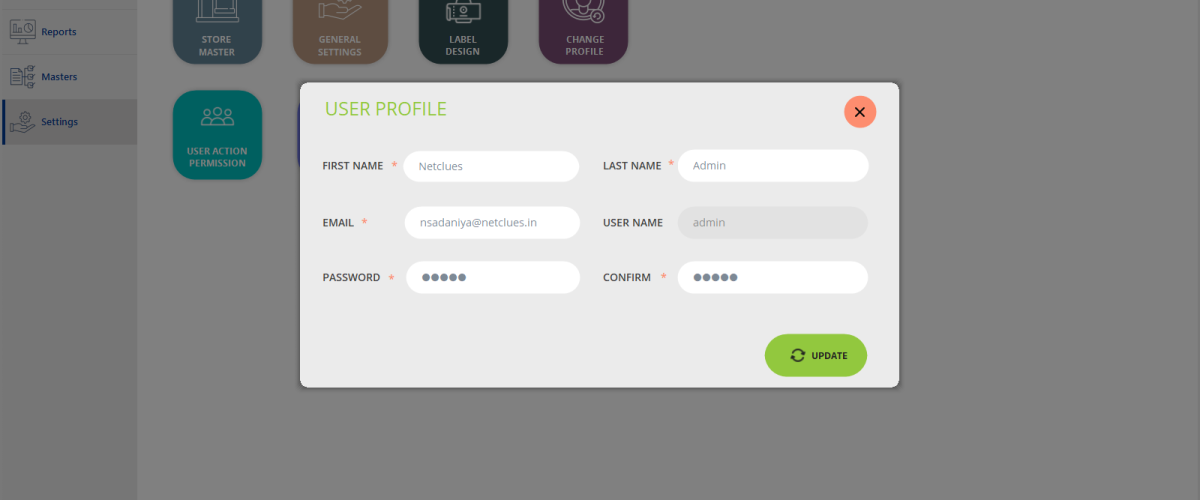 Reports
Masters
Settings
STORE
MASTER
GENERAL
SETTINGS
LABEL
DESIGN
CHANGE
PROFILE
USER ACTION
PERMISSION
USER PROFILE
FIRST NAME * Netclues
LAST NAME * Admin
EMAIL * nsadaniya@netclues.in
USER NAME admin
PASSWORD *
CONFIRM *
UPDATE